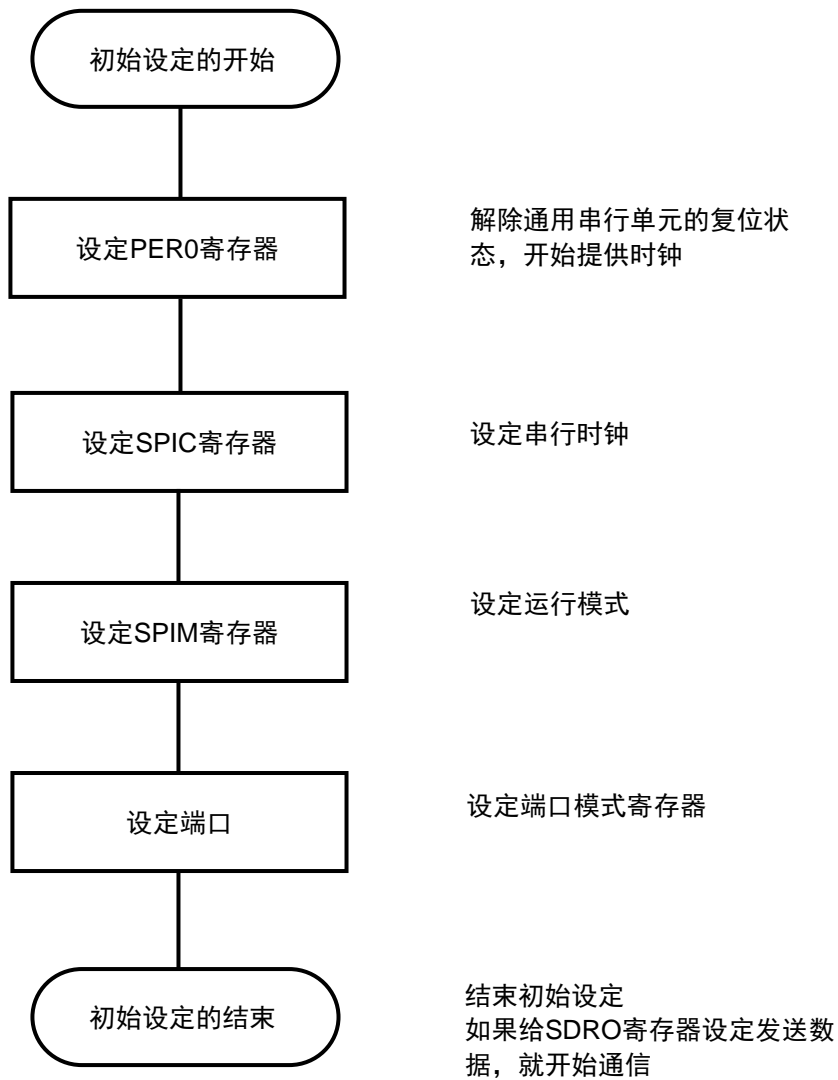 初始设定的开始
设定PER0寄存器
解除通用串行单元的复位状
态，开始提供时钟
设定SPIC寄存器
设定串行时钟
设定SPIM寄存器
设定运行模式
设定端口
设定端口模式寄存器
初始设定的结束
结束初始设定
如果给SDRO寄存器设定发送数
据，就开始通信